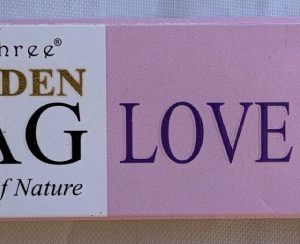 hree®
DEN
AG LOVE
of Nature